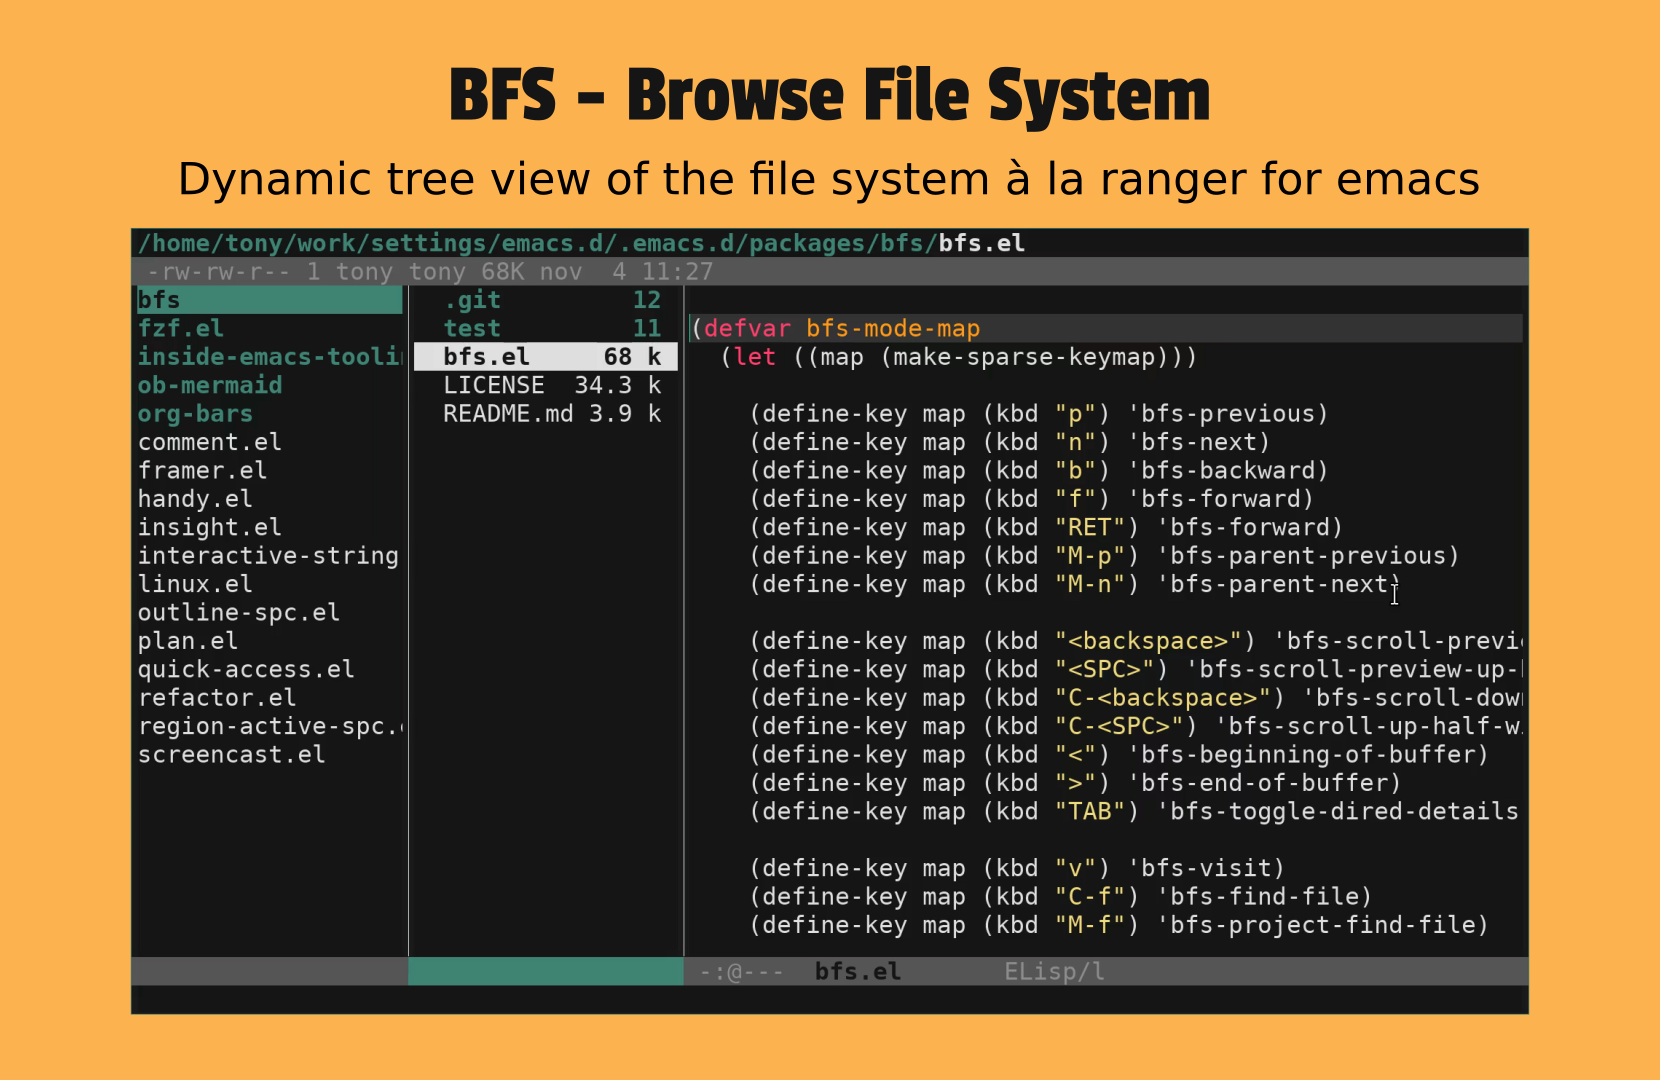 BFS - Browse File System
Dynamic tree view of the file system à la ranger for emacs
/home/tony/work/settings/emacs.d/.emacs.d/packages/bfs/bfs.el
-rw-rw-r-- 1 tony tony 68K nov  4 11:27
bfs
fzf.el
inside-emacs-toolin
ob-mermaid
org-bars
comment.el
framer.el
handy.el
insight.el
interactive-string
linux.el
outline-spc.el
plan.el
quick-access.el
refactor.el
region-active-spc.
screencast.el
.git 12
test 11
bfs.el 68 k
LICENSE 34.3 k
README.md 3.9 k
(defvar bfs-mode-map
(let ((map (make-sparse-keymap)))
(define-key map (kbd "p") 'bfs-previous)
(define-key map (kbd "n") 'bfs-next)
(define-key map (kbd "b") 'bfs-backward)
(define-key map (kbd "f") 'bfs-forward)
(define-key map (kbd "RET") 'bfs-forward)
(define-key map (kbd "M-p") 'bfs-parent-previous)
(define-key map (kbd "M-n") 'bfs-parent-next)
(define-key map (kbd "<backspace>") 'bfs-scroll-previe
(define-key map (kbd "<SPC>") 'bfs-scroll-preview-up-h
(define-key map (kbd "C-<backspace>") 'bfs-scroll-down
(define-key map (kbd "C-<SPC>") 'bfs-scroll-up-half-w
(define-key map (kbd "<") 'bfs-beginning-of-buffer)
(define-key map (kbd ">") 'bfs-end-of-buffer)
(define-key map (kbd "TAB") 'bfs-toggle-dired-details
(define-key map (kbd "v") 'bfs-visit)
(define-key map (kbd "C-f") 'bfs-find-file)
(define-key map (kbd "M-f") 'bfs-project-find-file)
-:@--- bfs.el ELisp/l